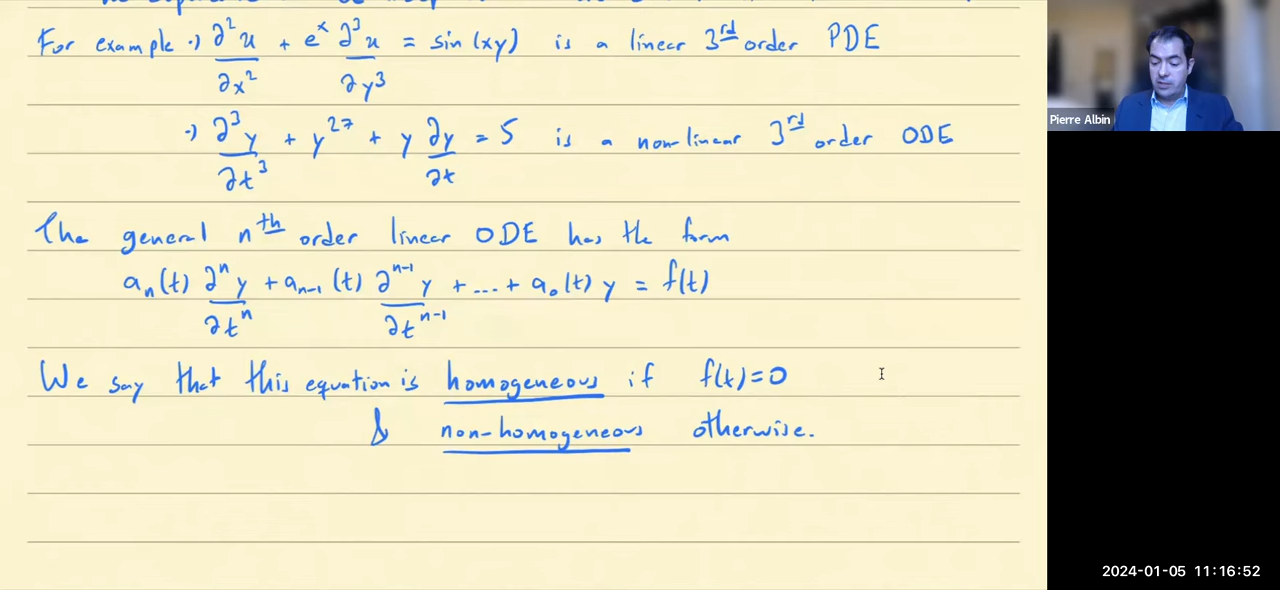 For example ·) ∂²u/∂x² + eˣ ∂³u/∂y³ = sin(xy) is a linear 3rd order PDE
·) ∂³y/∂t³ + y²⁷ + y ∂y/∂t = 5 is a non linear 3rd order ODE
The general nth order linear ODE has the form
aₙ(t) ∂ⁿy/∂tⁿ + aₙ₋₁(t) ∂ⁿ⁻¹y/∂tⁿ⁻¹ + ... + a₀(t) y = f(t)
We say that this equation is homogeneous if f(t)=0
& non-homogeneous otherwise.
Pierre Albin
2024-01-05 11:16:52